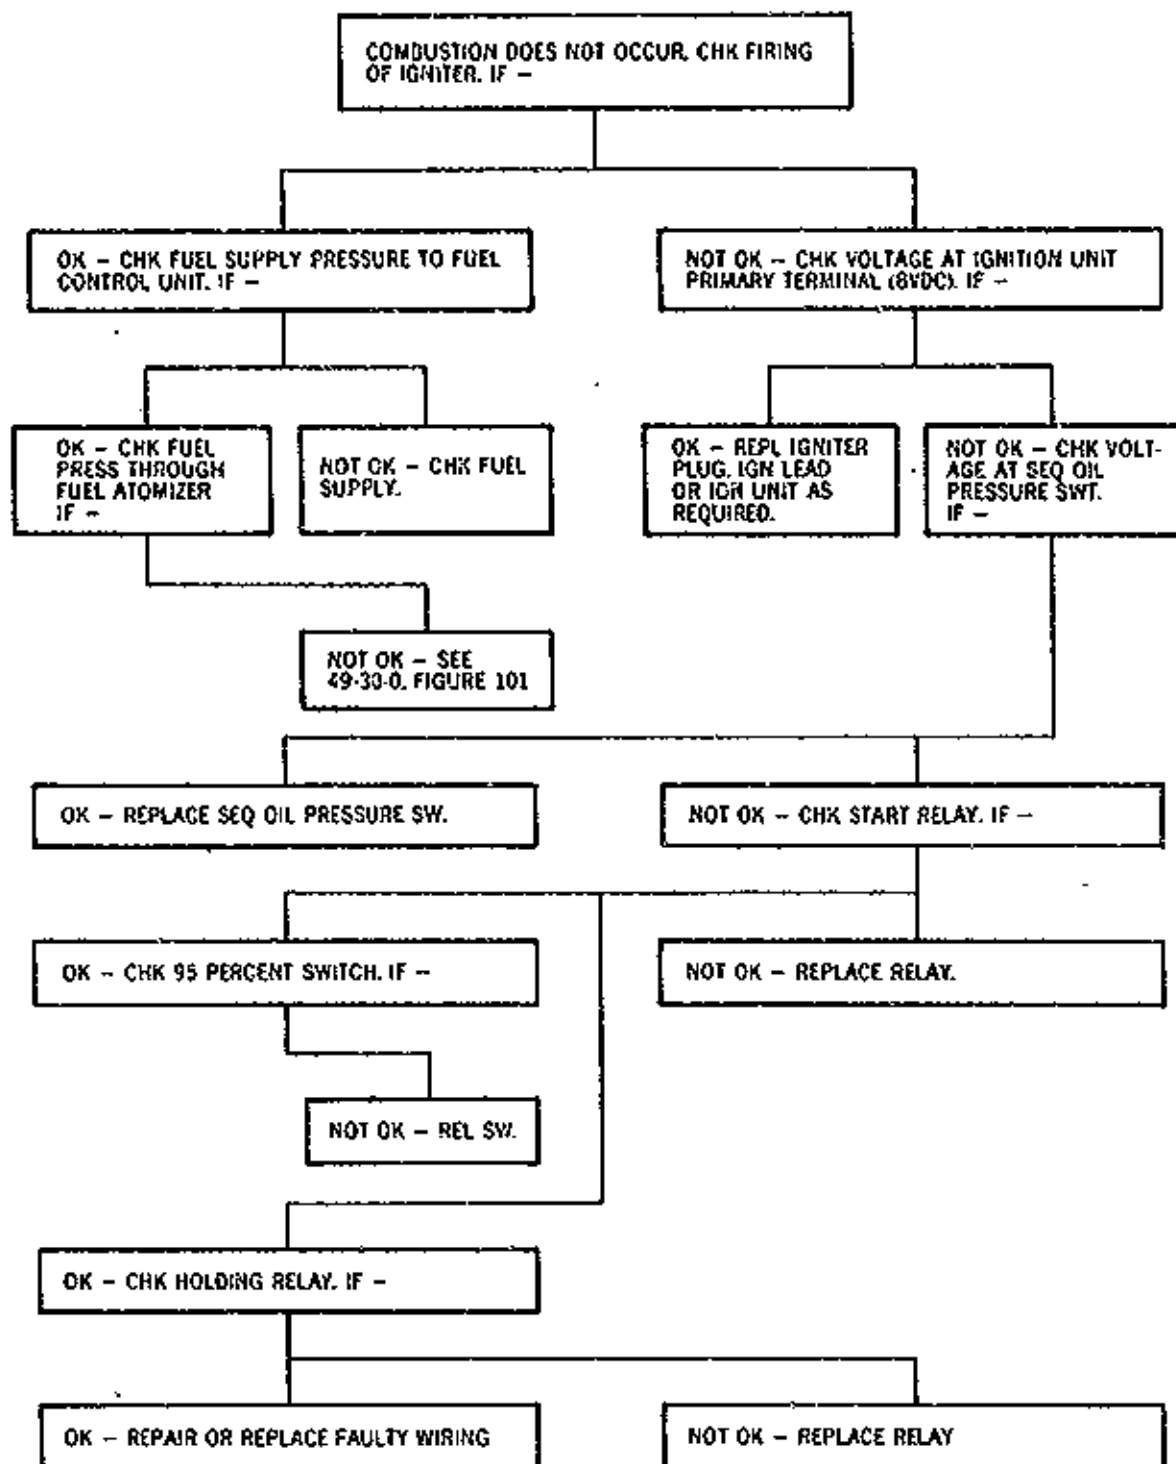 COMBUSTION DOES NOT OCCUR. CHK FIRING
OF IGNITER. IF –
OK – CHK FUEL SUPPLY PRESSURE TO FUEL
CONTROL UNIT. IF –
NOT OK – CHK VOLTAGE AT IGNITION UNIT
PRIMARY TERMINAL (8VDC). IF –
OK – CHK FUEL
PRESS THROUGH
FUEL ATOMIZER
IF –
NOT OK – CHK FUEL
SUPPLY.
OK – REPL IGNITER
PLUG, IGN LEAD
OR IGN UNIT AS
REQUIRED.
NOT OK – CHK VOLT-
AGE AT SEQ OIL
PRESSURE SWT.
IF –
NOT OK – SEE
49-30-0, FIGURE 101
OK – REPLACE SEQ OIL PRESSURE SW.
NOT OK – CHK START RELAY. IF –
OK – CHK 95 PERCENT SWITCH. IF –
NOT OK – REPLACE RELAY.
NOT OK – REL SW.
OK – CHK HOLDING RELAY. IF –
OK – REPAIR OR REPLACE FAULTY WIRING
NOT OK – REPLACE RELAY